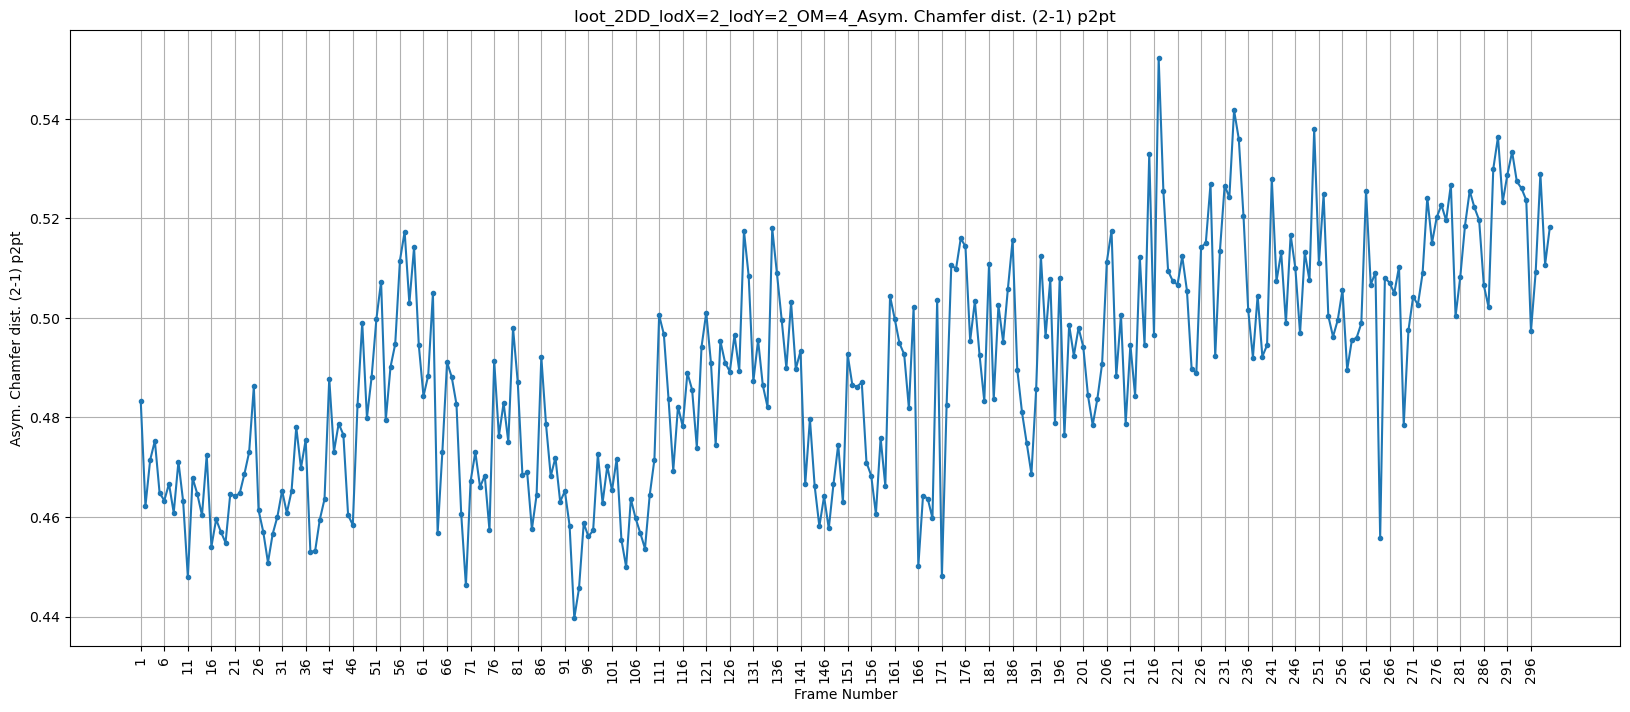 loot_2DD_lodX=2_lodY=2_OM=4_Asym. Chamfer dist. (2-1) p2pt
Asym. Chamfer dist. (2-1) p2pt
0.54
0.52
0.50
0.48
0.46
0.44
1 6 11 16 21 26 31 36 41 46 51 56 61 66 71 76 81 86 91 96 101 106 111 116 121 126 131 136 141 146 151 156 161 166 171 176 181 186 191 196 201 206 211 216 221 226 231 236 241 246 251 256 261 266 271 276 281 286 291 296
Frame Number